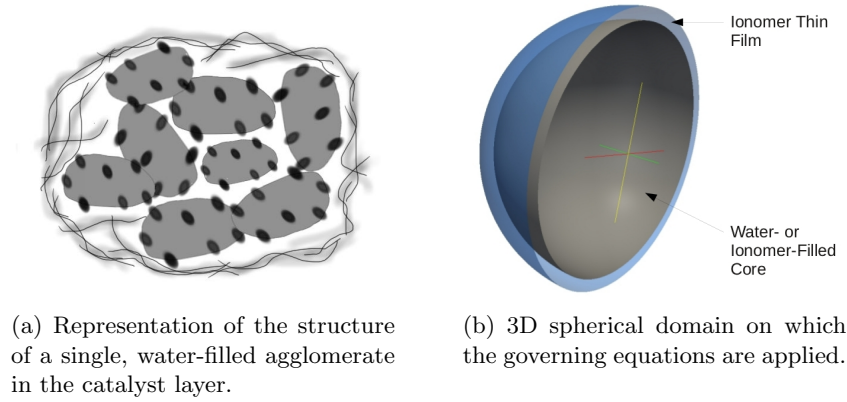 Ionomer Thin
Film
Water- or
Ionomer-Filled
Core
(a) Representation of the structure
of a single, water-filled agglomerate
in the catalyst layer.
(b) 3D spherical domain on which
the governing equations are applied.